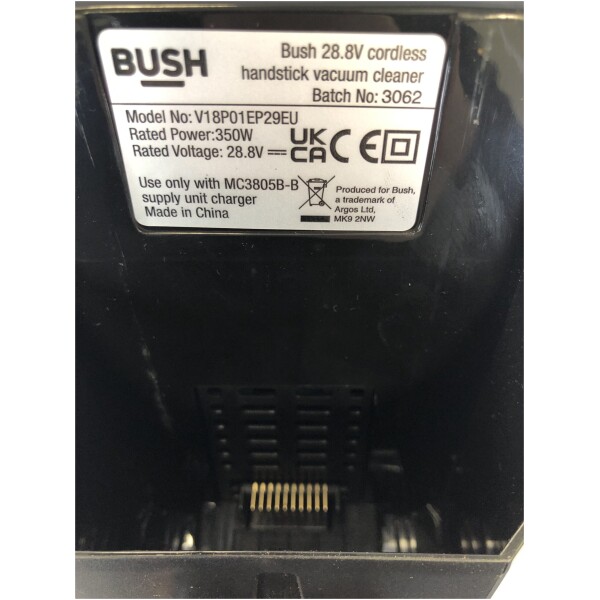 BUSH
Bush 28.8V cordless
handstick vacuum cleaner
Batch No: 3062
Model No: V18P01EP29EU
Rated Power:350W
Rated Voltage: 28.8V⎓
UK
CA CE
Use only with MC3805B-B
supply unit charger
Made in China
Produced for Bush,
a trademark of
Argos Ltd,
MK9 2NW